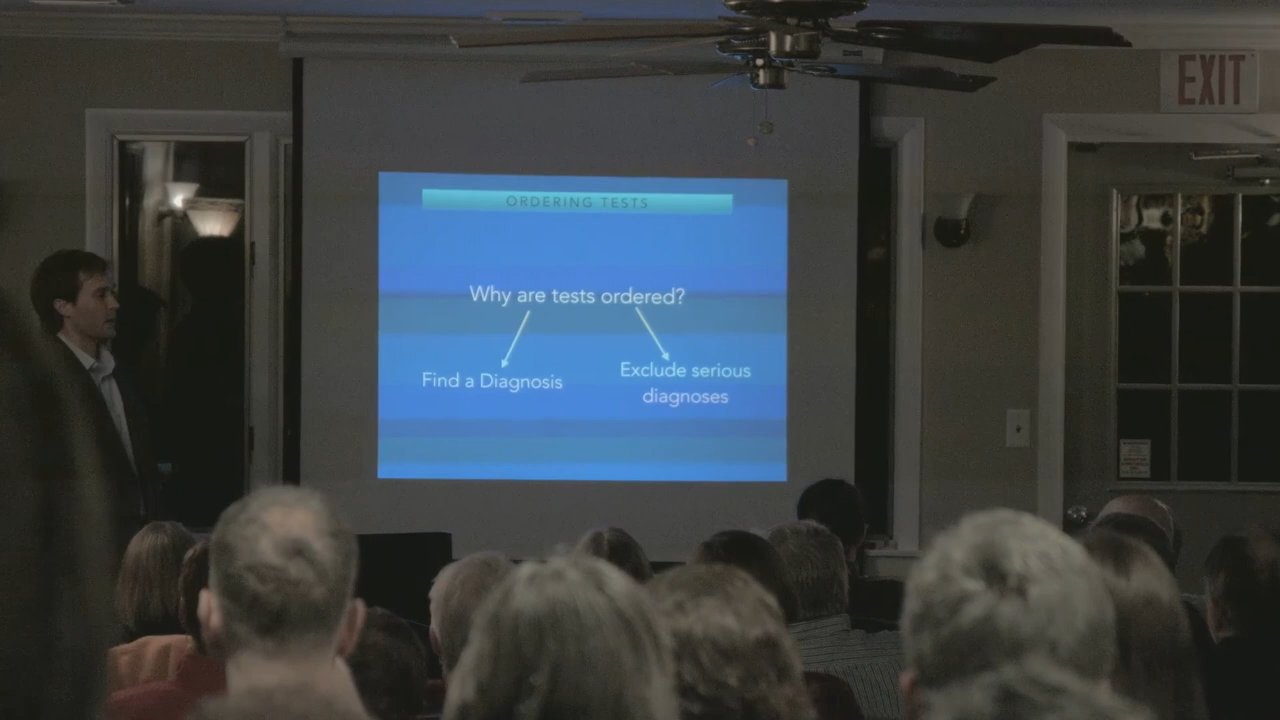 EXIT
ORDERING TESTS
Why are tests ordered?
Find a Diagnosis
Exclude serious
diagnoses